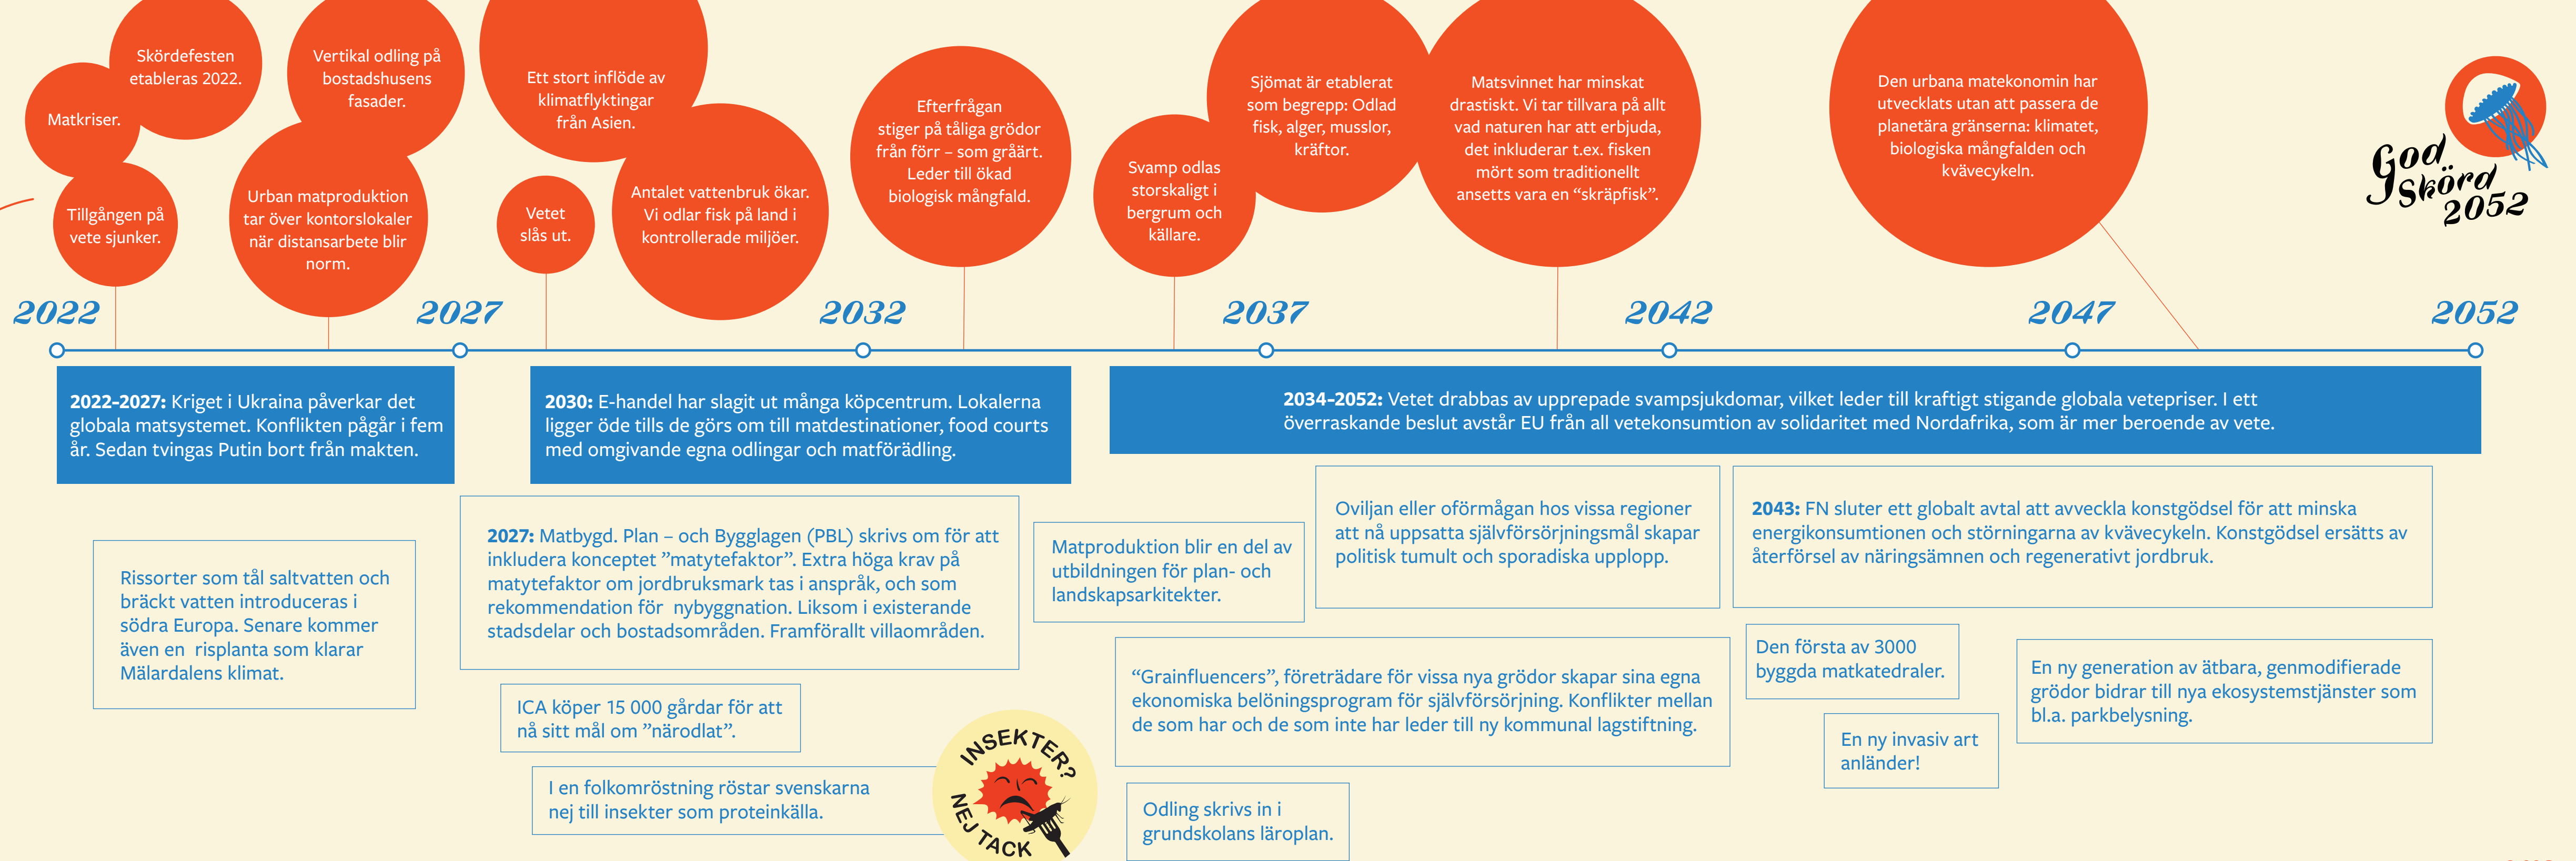 Matkriser.
Skördefesten
etableras 2022.
Tillgången på
vete sjunker.
Vertikal odling på
bostadshusens
fasader.
Urban matproduktion
tar över kontorslokaler
när distansarbete blir
norm.
Ett stort inflöde av
klimatflyktingar
från Asien.
Vetet
slås ut.
Antalet vattenbruk ökar.
Vi odlar fisk på land i
kontrollerade miljöer.
Efterfrågan
stiger på tåliga grödor
från förr – som gråärt.
Leder till ökad
biologisk mångfald.
Svamp odlas
storskaligt i
bergrum och
källare.
Sjömat är etablerat
som begrepp: Odlad
fisk, alger, musslor,
kräftor.
Matsvinnet har minskat
drastiskt. Vi tar tillvara på allt
vad naturen har att erbjuda,
det inkluderar t.ex. fisken
mört som traditionellt
ansetts vara en “skräpfisk”.
Den urbana matekonomin har
utvecklats utan att passera de
planetära gränserna: klimatet,
biologiska mångfalden och
kvävecykeln.
God
Skörd
2052
2022
2027
2032
2037
2042
2047
2052
2022–2027: Kriget i Ukraina påverkar det
globala matsystemet. Konflikten pågår i fem
år. Sedan tvingas Putin bort från makten.
2030: E-handel har slagit ut många köpcentrum. Lokalerna
ligger öde tills de görs om till matdestinationer, food courts
med omgivande egna odlingar och matförädling.
2034–2052: Vetet drabbas av upprepade svampsjukdomar, vilket leder till kraftigt stigande globala vetepriser. I ett
överraskande beslut avstår EU från all vetekonsumtion av solidaritet med Nordafrika, som är mer beroende av vete.
Rissorter som tål saltvatten och
bräckt vatten introduceras i
södra Europa. Senare kommer
även en  risplanta som klarar
Mälardalens klimat.
2027: Matbygd. Plan – och Bygglagen (PBL) skrivs om för att
inkludera konceptet ”matytefaktor”. Extra höga krav på
matytefaktor om jordbruksmark tas i anspråk, och som
rekommendation för  nybyggnation. Liksom i existerande
stadsdelar och bostadsområden. Framförallt villaområden.
ICA köper 15 000 gårdar för att
nå sitt mål om ”närodlat”.
I en folkomröstning röstar svenskarna
nej till insekter som proteinkälla.
INSEKTER?
NEJ TACK
Matproduktion blir en del av
utbildningen för plan- och
landskapsarkitekter.
Oviljan eller oförmågan hos vissa regioner
att nå uppsatta självförsörjningsmål skapar
politisk tumult och sporadiska upplopp.
2043: FN sluter ett globalt avtal att avveckla konstgödsel för att minska
energikonsumtionen och störningarna av kvävecykeln. Konstgödsel ersätts av
återförsel av näringsämnen och regenerativt jordbruk.
“Grainfluencers”, företrädare för vissa nya grödor skapar sina egna
ekonomiska belöningsprogram för självförsörjning. Konflikter mellan
de som har och de som inte har leder till ny kommunal lagstiftning.
Odling skrivs in i
grundskolans läroplan.
Den första av 3000
byggda matkatedraler.
En ny invasiv art
anländer!
En ny generation av ätbara, genmodifierade
grödor bidrar till nya ekosystemstjänster som
bl.a. parkbelysning.